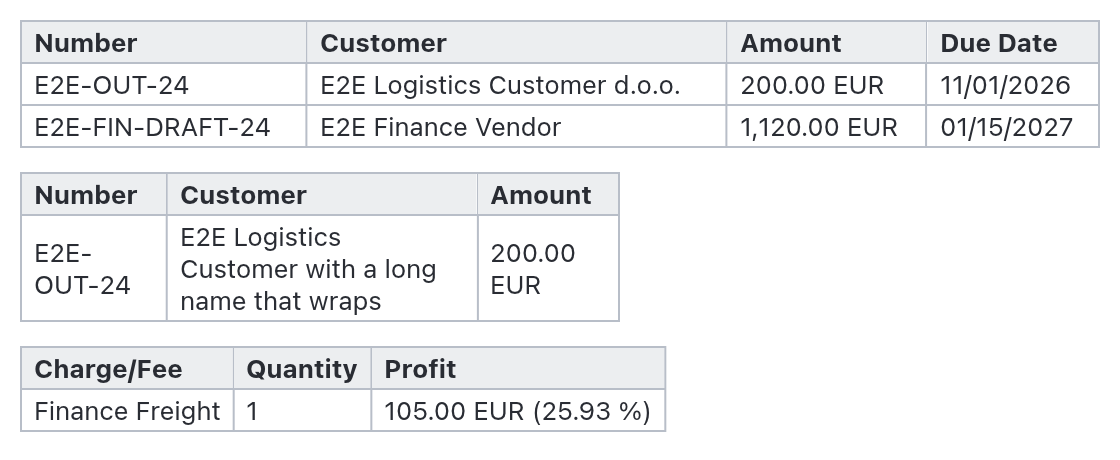 Number Customer Amount Due Date
E2E-OUT-24 E2E Logistics Customer d.o.o. 200.00 EUR 11/01/2026
E2E-FIN-DRAFT-24 E2E Finance Vendor 1,120.00 EUR 01/15/2027
Number Customer Amount
E2E-
OUT-24
E2E Logistics
Customer with a long
name that wraps
200.00
EUR
Charge/Fee Quantity Profit
Finance Freight 1 105.00 EUR (25.93 %)